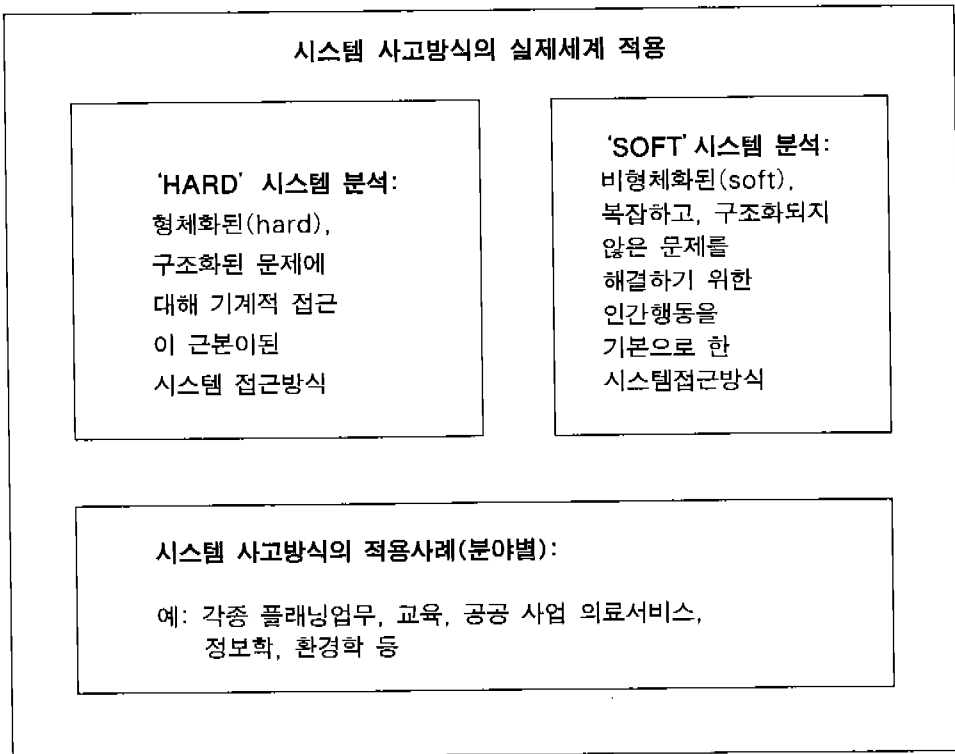 시스템 사고방식의 실제세계 적용
'HARD' 시스템 분석:
형체화된(hard),
구조화된 문제에
대해 기계적 접근
이 근본이된
시스템 접근방식
'SOFT' 시스템 분석:
비형체화된(soft),
복잡하고, 구조화되지
않은 문제를
해결하기 위한
인간행동을
기본으로 한
시스템접근방식
시스템 사고방식의 적용사례(분야별):
예: 각종 플래닝업무, 교육, 공공 사업 의료서비스,
정보학, 환경학 등